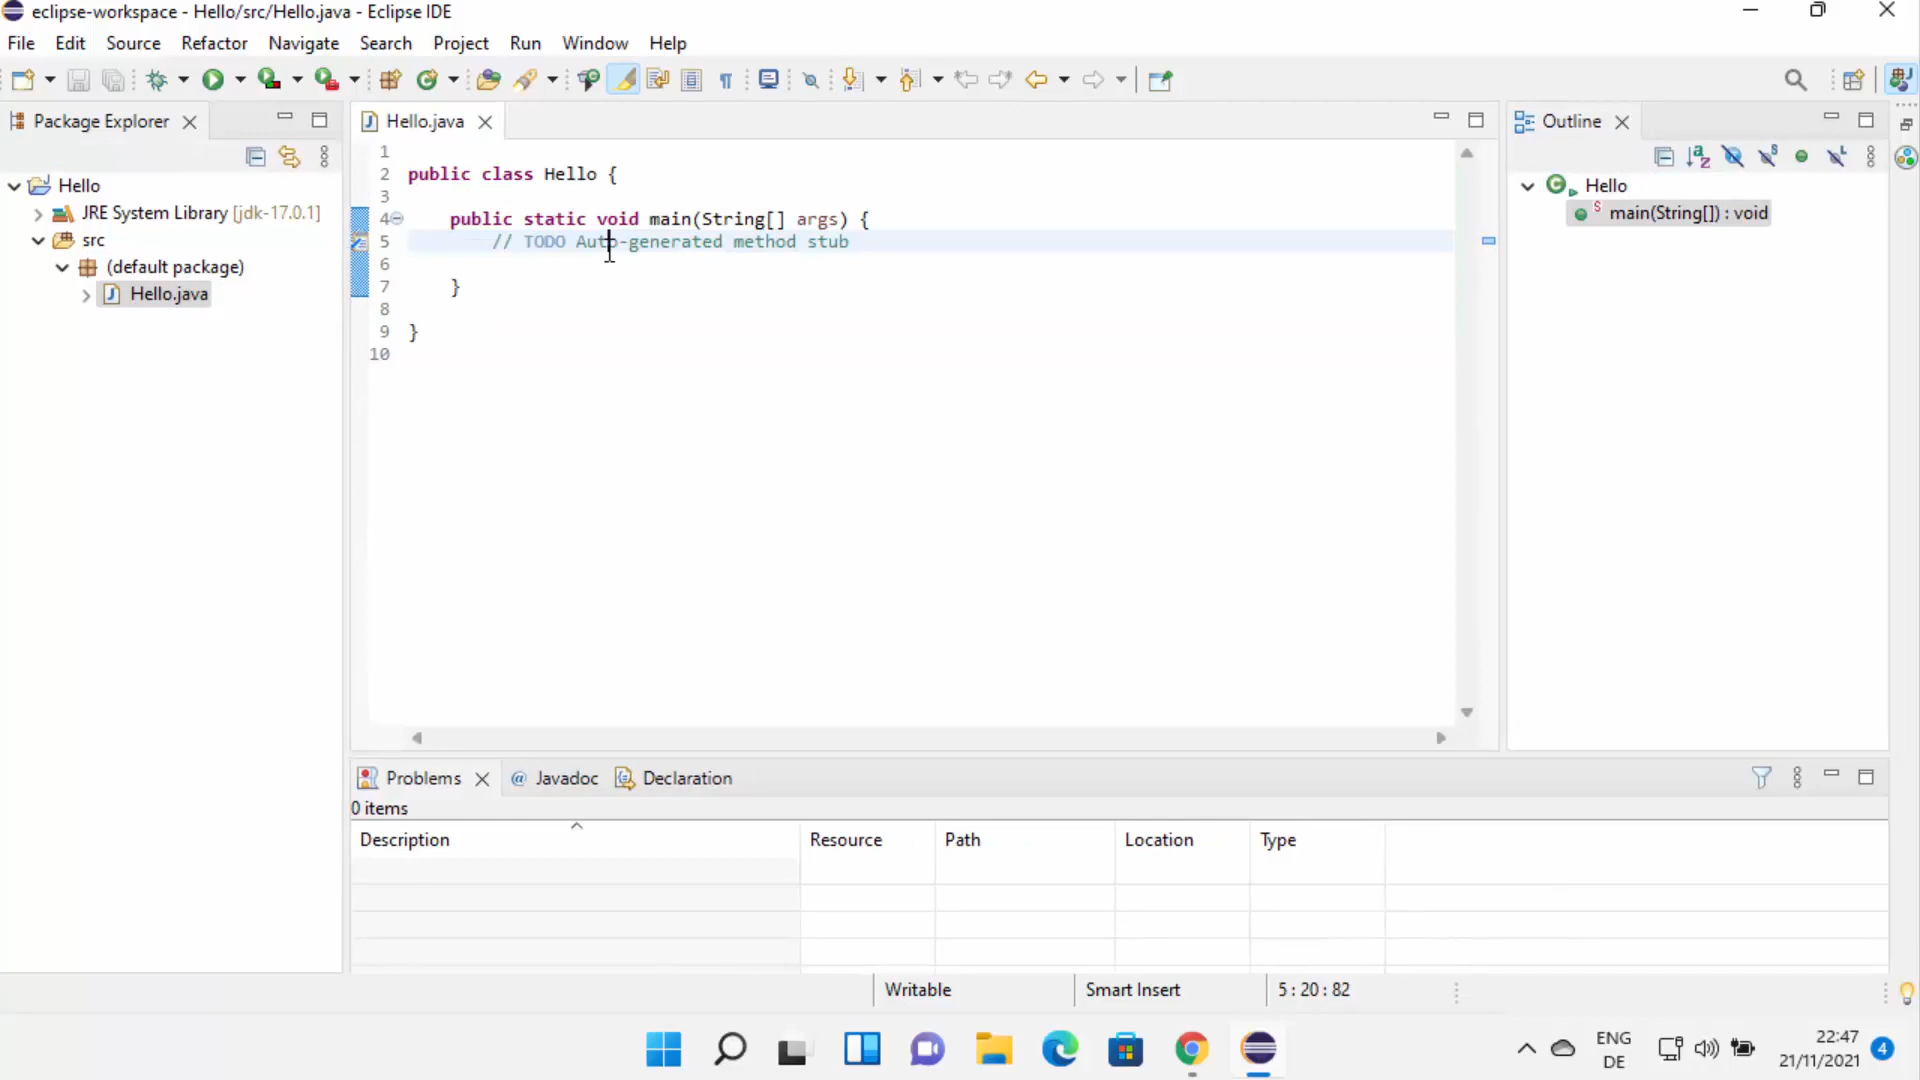 eclipse-workspace - Hello/src/Hello.java - Eclipse IDE
File Edit Source Refactor Navigate Search Project Run Window Help
Package Explorer
Hello.java
Outline
Hello
JRE System Library [jdk-17.0.1]
src
(default package)
Hello.java
1
2 public class Hello {
3
4 public static void main(String[] args) {
5 // TODO Auto-generated method stub
6
7 }
8
9 }
10
Hello
main(String[]) : void
Problems @ Javadoc Declaration
0 items
Description Resource Path Location Type
Writable Smart Insert 5 : 20 : 82
ENG
DE
22:47
21/11/2021
4